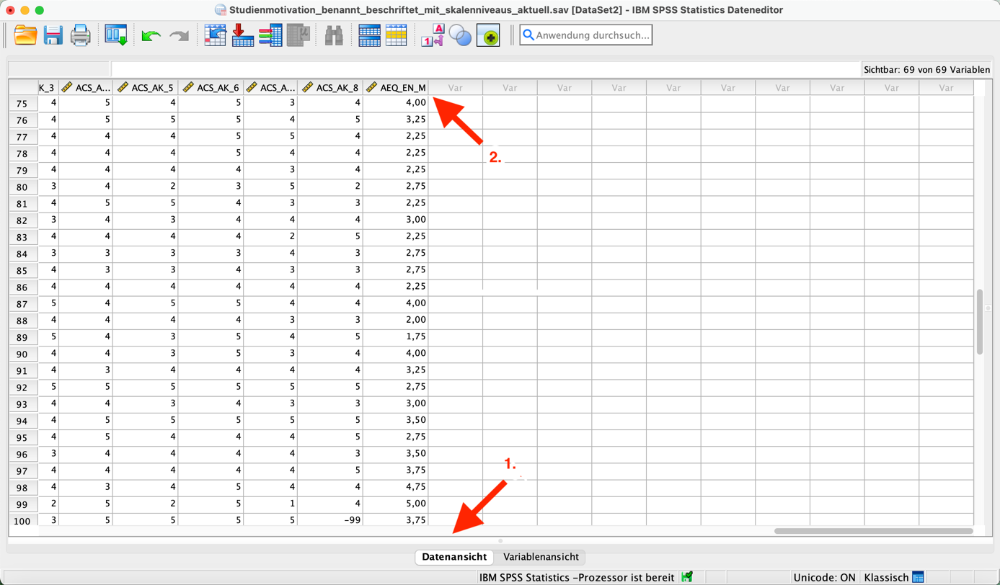 Studienmotivation_benannt_beschriftet_mit_skalenniveaus_aktuell.sav [DataSet2] – IBM SPSS Statistics Dateneditor
Anwendung durchsuch...
Sichtbar: 69 von 69 Variablen
K_3 ACS_A... ACS_AK_5 ACS_AK_6 ACS_A... ACS_AK_8 AEQ_EN_M Var Var Var Var Var Var Var Var Var Var
75 4 5 4 5 3 4 4,00
76 4 5 5 5 4 5 3,25
77 4 4 4 5 5 4 2,25
78 4 4 4 5 4 4 2,25
2.
79 4 4 4 4 3 4 2,25
80 3 4 2 3 5 2 2,75
81 4 5 5 4 3 3 2,25
82 3 4 3 4 4 4 3,00
83 4 4 4 4 2 5 2,25
84 3 3 3 3 4 3 2,75
85 4 3 3 4 3 3 2,75
86 4 4 4 4 4 4 2,25
87 5 4 5 5 4 4 4,00
88 4 4 4 4 3 3 2,00
89 5 4 3 5 4 5 1,75
90 4 4 3 5 3 4 4,00
91 4 3 4 4 4 4 3,25
92 5 5 5 5 5 5 2,75
93 4 4 3 4 3 3 3,00
94 4 5 5 5 5 5 3,50
95 4 5 4 4 4 5 2,75
96 3 4 4 4 4 3 3,50
1.
97 4 4 4 4 4 5 3,75
98 4 3 4 5 4 4 4,75
99 2 5 2 5 1 4 5,00
100 3 5 5 5 5 -99 3,75
Datenansicht Variablenansicht
IBM SPSS Statistics -Prozessor ist bereit Unicode: ON Klassisch